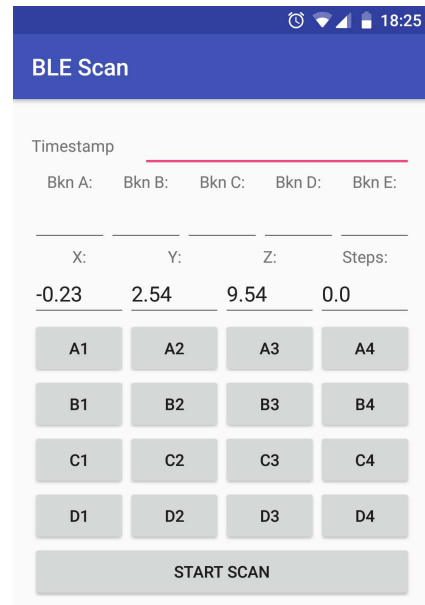 18:25
BLE Scan
Timestamp
Bkn A: Bkn B: Bkn C: Bkn D: Bkn E:
X: Y: Z: Steps:
-0.23 2.54 9.54 0.0
A1 A2 A3 A4
B1 B2 B3 B4
C1 C2 C3 C4
D1 D2 D3 D4
START SCAN